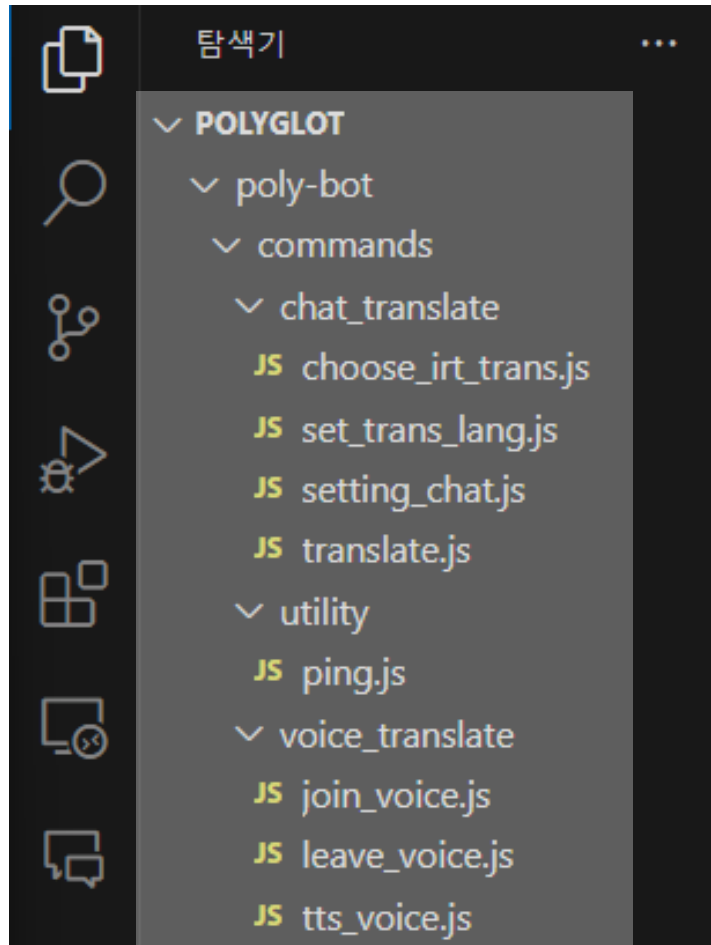 탐색기
POLYGLOT
poly-bot
commands
chat_translate
JS choose_irt_trans.js
JS set_trans_lang.js
JS setting_chat.js
JS translate.js
utility
JS ping.js
voice_translate
JS join_voice.js
JS leave_voice.js
JS tts_voice.js